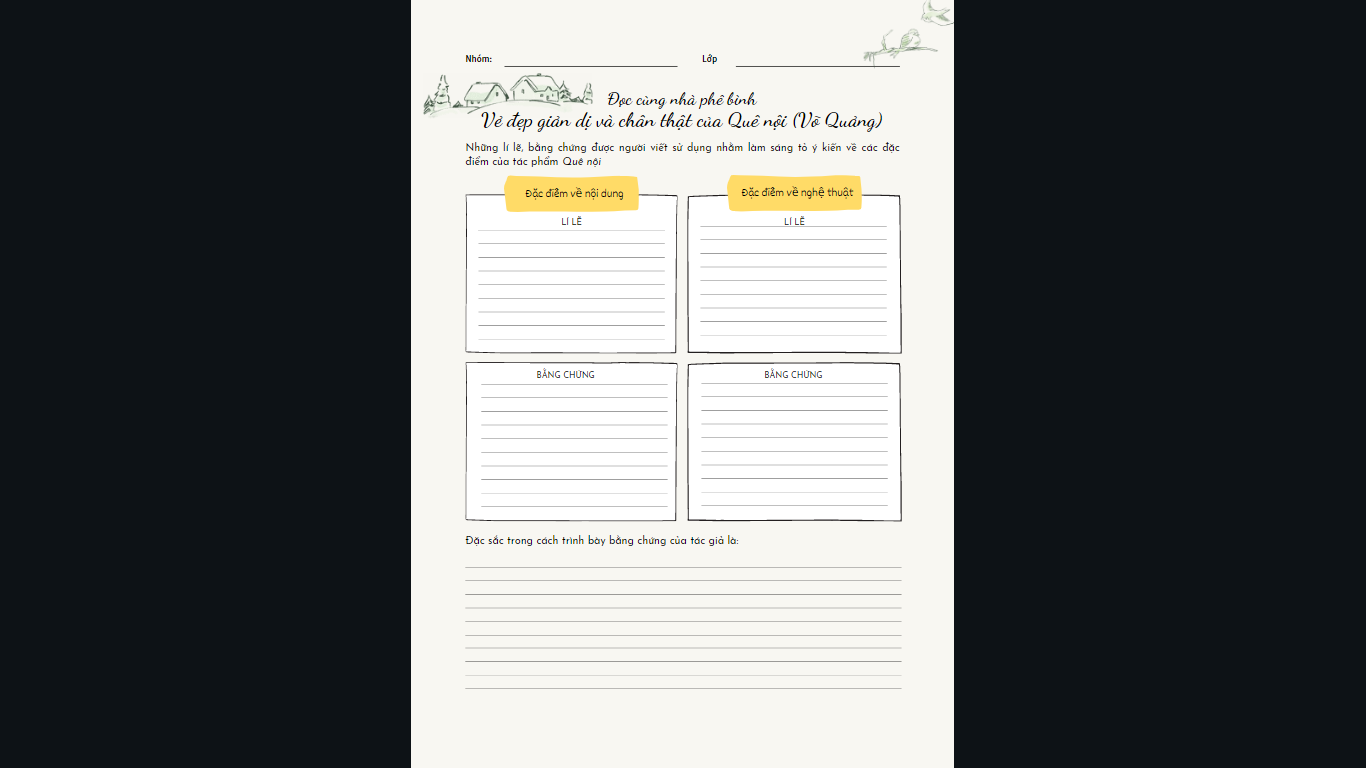 Nhóm:
Lớp
Đọc cùng nhà phê bình
Vẻ đẹp giản dị và chân thật của Quê nội (Võ Quảng)
Những lí lẽ, bằng chứng được người viết sử dụng nhằm làm sáng tỏ ý kiến về các đặc
điểm của tác phẩm Quê nội
Đặc điểm về nội dung
Đặc điểm về nghệ thuật
LÍ LẼ
LÍ LẼ
BẰNG CHỨNG
BẰNG CHỨNG
Đặc sắc trong cách trình bày bằng chứng của tác giả là: